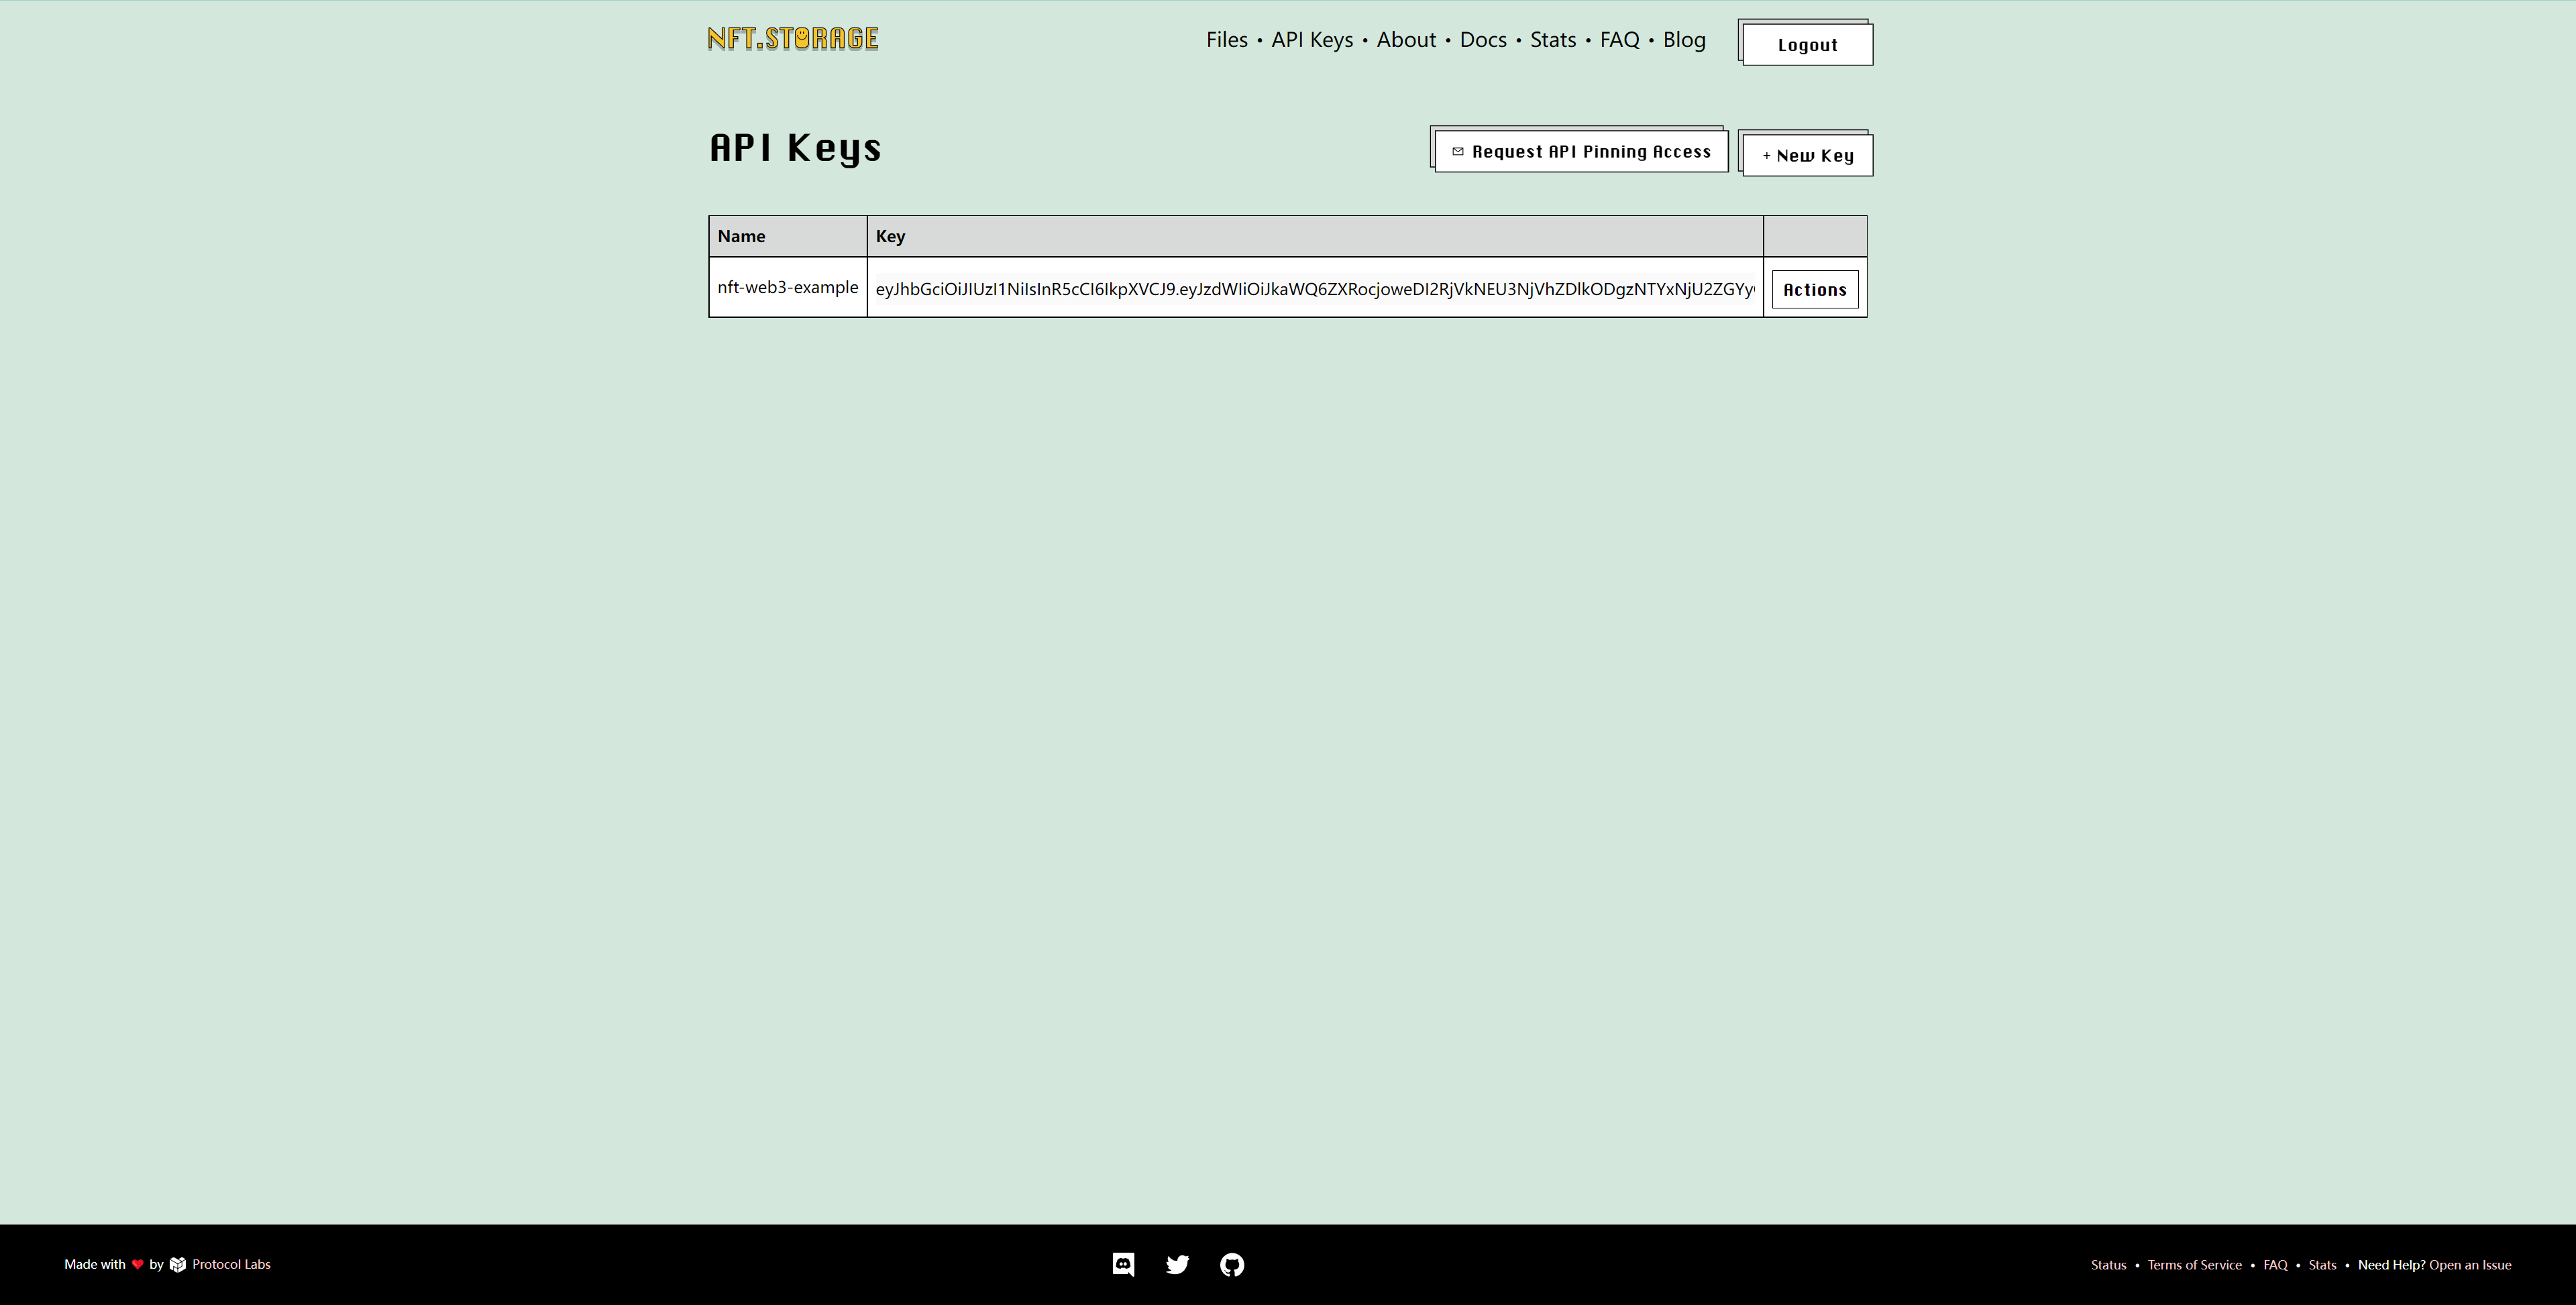 NFT.STORAGE
Files • API Keys • About • Docs • Stats • FAQ • Blog
Logout
API Keys
Request API Pinning Access
+ New Key
Name Key
nft-web3-example eyJhbGciOiJIUzI1NiIsInR5cCI6IkpXVCJ9.eyJzdWIiOiJkaWQ6ZXRocjoweDI2RjVkNEU3NjVhZDlkODgzNTYxNjU2ZGYy Actions
Made with ❤ by Protocol Labs
Status • Terms of Service • FAQ • Stats • Need Help? Open an Issue